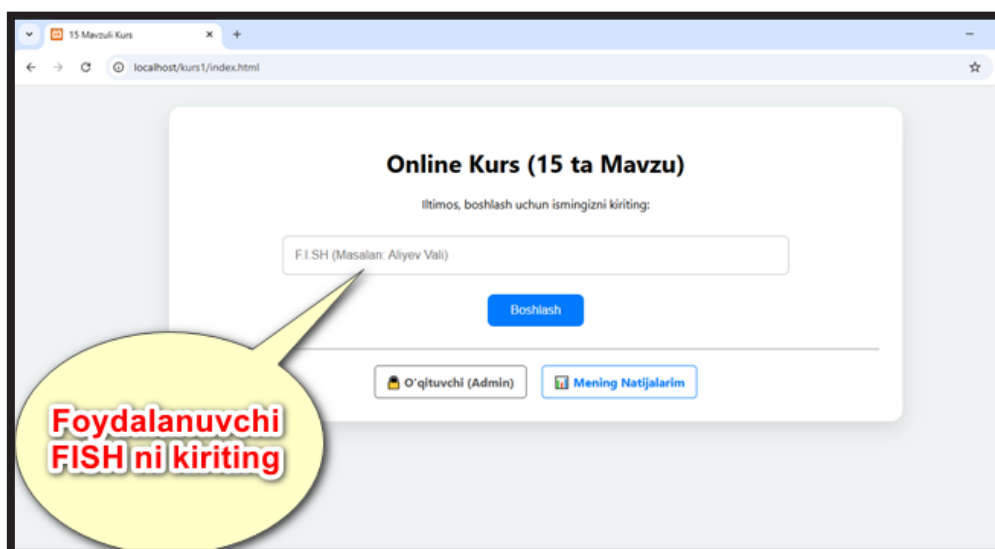 15 Mavzuli Kurs
localhost/kurs1/index.html
Online Kurs (15 ta Mavzu)
Iltimos, boshlash uchun ismingizni kiriting:
F.I.SH (Masalan: Aliyev Vali)
Boshlash
O'qituvchi (Admin)
Mening Natijalarim
Foydalanuvchi
FISH ni kiriting